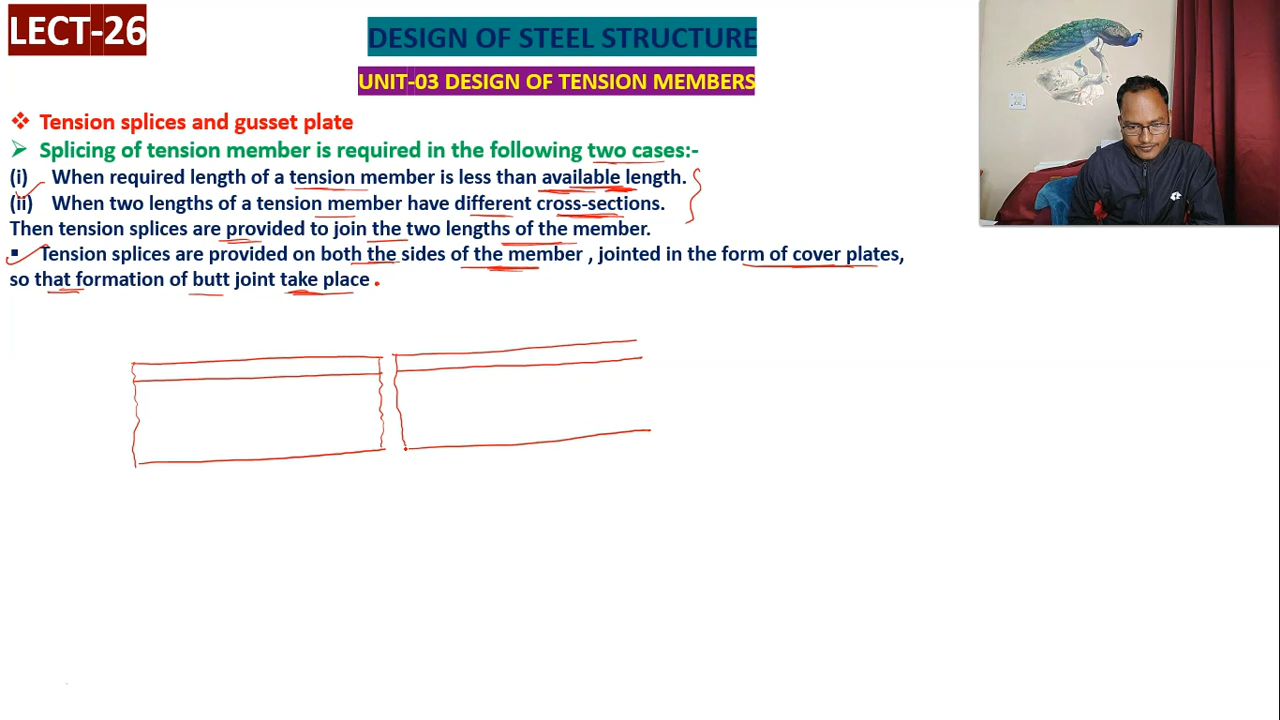 LECT-26
DESIGN OF STEEL STRUCTURE
UNIT-03 DESIGN OF TENSION MEMBERS
❖ Tension splices and gusset plate
➤ Splicing of tension member is required in the following two cases:-
(i) When required length of a tension member is less than available length.
(ii) When two lengths of a tension member have different cross-sections.
Then tension splices are provided to join the two lengths of the member.
▪ Tension splices are provided on both the sides of the member , jointed in the form of cover plates,
so that formation of butt joint take place .